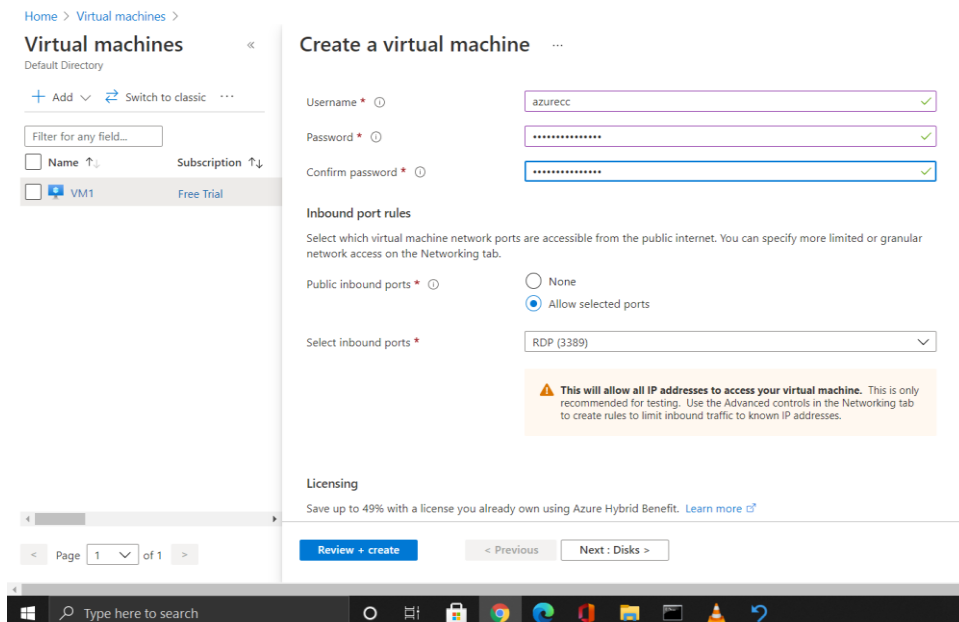 Home > Virtual machines >
Virtual machines «
Default Directory
+ Add Switch to classic ···
Filter for any field...
Name ↑↓ Subscription ↑↓
VM1 Free Trial
< Page 1 of 1 >
Create a virtual machine ···
Username *
azurecc
Password *
•••••••••••••••
Confirm password *
•••••••••••••••
Inbound port rules
Select which virtual machine network ports are accessible from the public internet. You can specify more limited or granular
network access on the Networking tab.
Public inbound ports *
None
Allow selected ports
Select inbound ports *
RDP (3389)
This will allow all IP addresses to access your virtual machine. This is only
recommended for testing. Use the Advanced controls in the Networking tab
to create rules to limit inbound traffic to known IP addresses.
Licensing
Save up to 49% with a license you already own using Azure Hybrid Benefit. Learn more
Review + create
< Previous
Next : Disks >
Type here to search